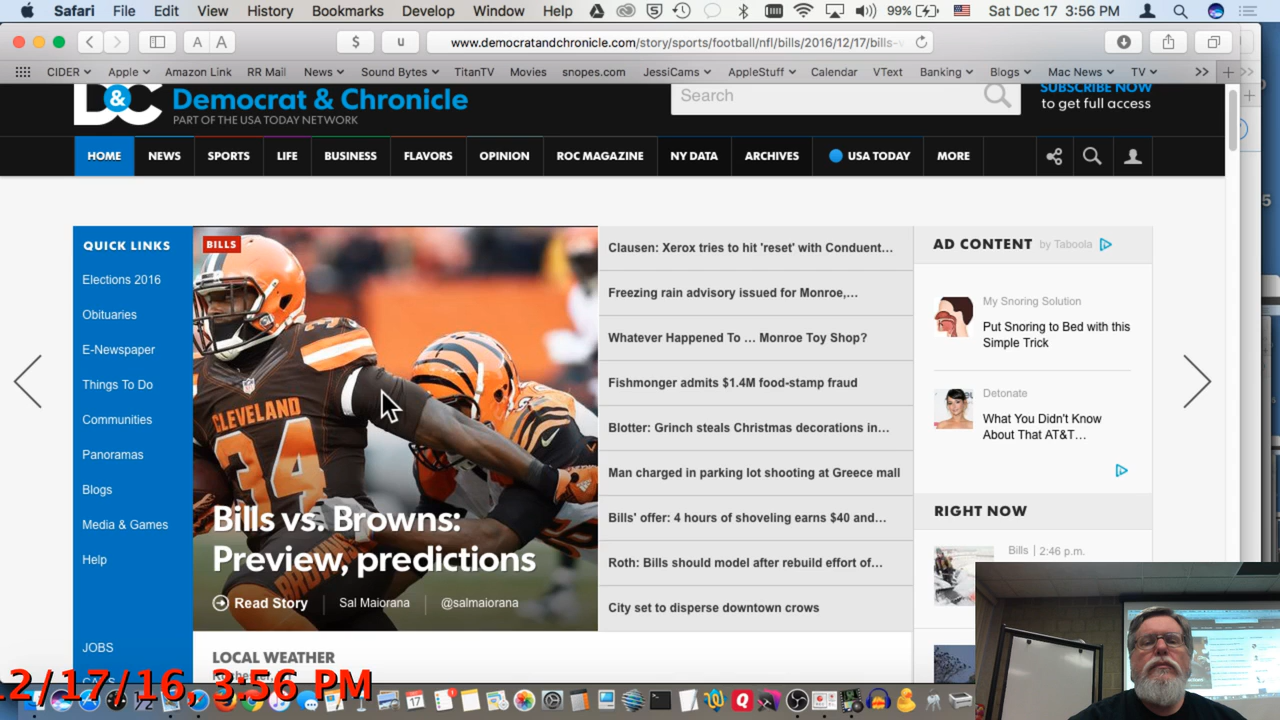 Safari File Edit View History Bookmarks Develop Window Help 99% Sat Dec 17 3:56 PM
A A $ u www.democratandchronicle.com/story/sports/football/nfl/bills/2016/12/17/bills-
CIDER Apple Amazon Link RR Mail News Sound Bytes TitanTV Movies snopes.com JessiCams AppleStuff Calendar VText Banking Blogs Mac News TV >> +
D&C Democrat & Chronicle
PART OF THE USA TODAY NETWORK
Search
SUBSCRIBE NOW
to get full access
HOME NEWS SPORTS LIFE BUSINESS FLAVORS OPINION ROC MAGAZINE NY DATA ARCHIVES USA TODAY MORE
QUICK LINKS
Elections 2016
Obituaries
E-Newspaper
Things To Do
Communities
Panoramas
Blogs
Media & Games
Help
JOBS
BILLS
CLEVELAND
34
BROWNS
Bills vs. Browns:
Preview, predictions
Read Story Sal Maiorana @salmaiorana
LOCAL WEATHER
Clausen: Xerox tries to hit 'reset' with Conduent...
Freezing rain advisory issued for Monroe,...
Whatever Happened To ... Monroe Toy Shop?
Fishmonger admits $1.4M food-stamp fraud
Blotter: Grinch steals Christmas decorations in...
Man charged in parking lot shooting at Greece mall
Bills' offer: 4 hours of shoveling earns $40 and...
Roth: Bills should model after rebuild effort of...
City set to disperse downtown crows
AD CONTENT by Taboola
My Snoring Solution
Put Snoring to Bed with this
Simple Trick
Detonate
What You Didn't Know
About That AT&T...
RIGHT NOW
Bills | 2:46 p.m.
12/17/16, 3:56 PM